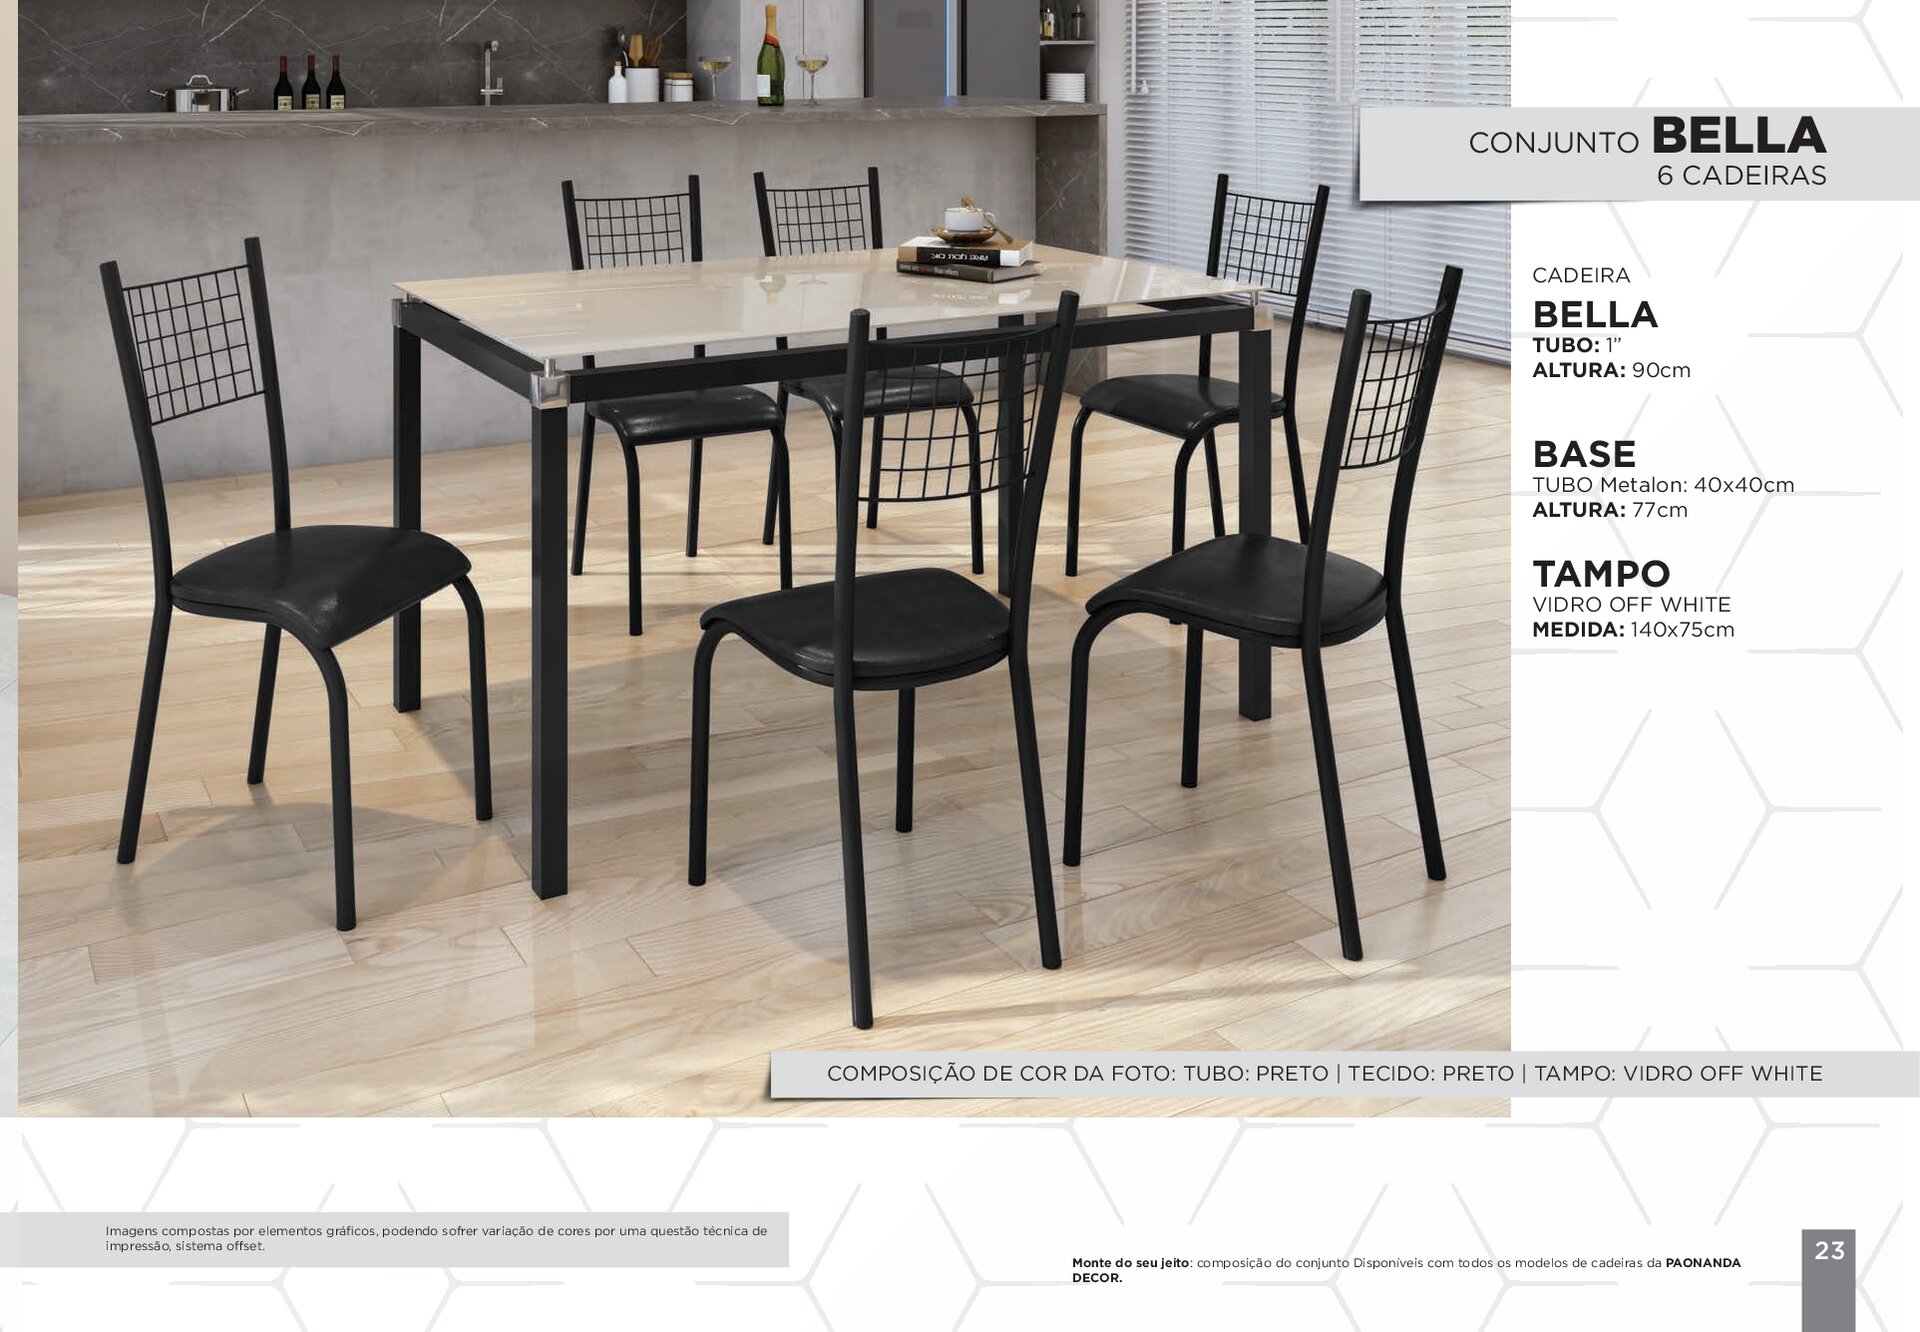 CONJUNTO BELLA
6 CADEIRAS
CADEIRA
BELLA
TUBO: 1”
ALTURA: 90cm
BASE
TUBO Metalon: 40x40cm
ALTURA: 77cm
TAMPO
VIDRO OFF WHITE
MEDIDA: 140x75cm
COMPOSIÇÃO DE COR DA FOTO: TUBO: PRETO | TECIDO: PRETO | TAMPO: VIDRO OFF WHITE
Imagens compostas por elementos gráficos, podendo sofrer variação de cores por uma questão técnica de
impressão, sistema offset.
Monte do seu jeito: composição do conjunto Disponíveis com todos os modelos de cadeiras da PAONANDA
DECOR.
23